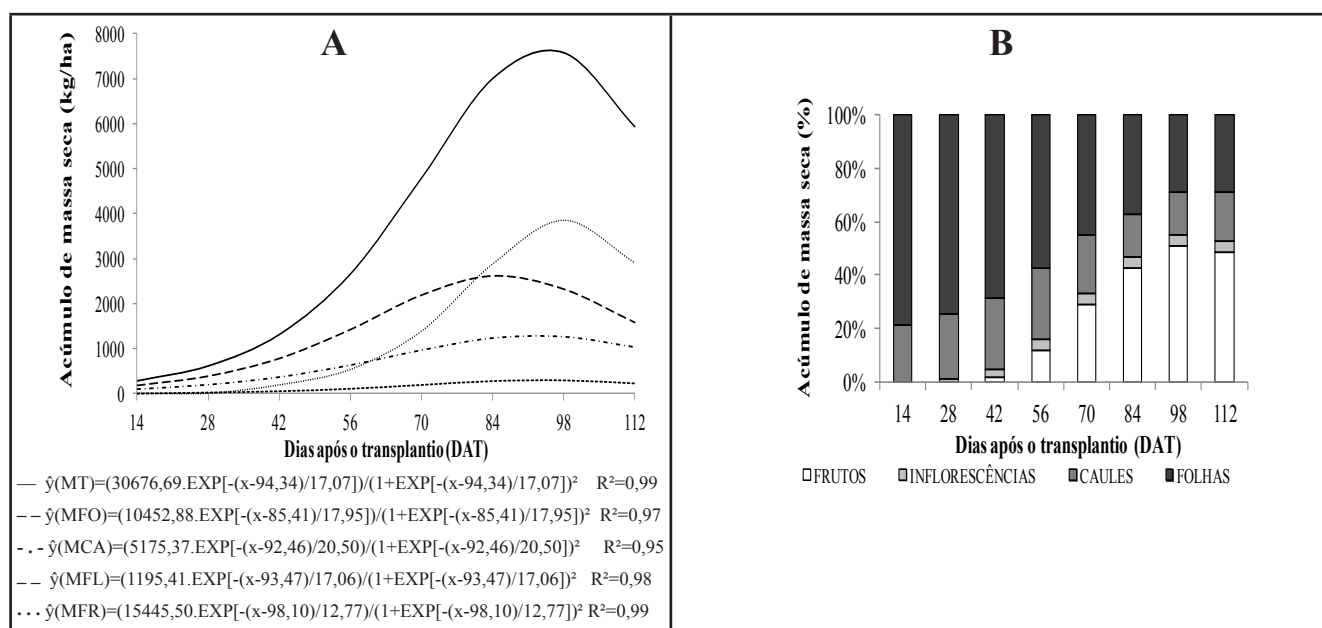 A
Acúmulo de massa seca (kg/ha)
8000
7000
6000
5000
4000
3000
2000
1000
0
14 28 42 56 70 84 98 112
Dias após o transplantio (DAT)
ŷ(MT)=(30676,69.EXP[-(x-94,34)/17,07])/(1+EXP[-(x-94,34)/17,07])² R²=0,99
ŷ(MFO)=(10452,88.EXP[-(x-85,41)/17,95])/(1+EXP[-(x-85,41)/17,95])² R²=0,97
ŷ(MCA)=(5175,37.EXP[-(x-92,46)/20,50)/(1+EXP[-(x-92,46)/20,50])² R²=0,95
ŷ(MFL)=(1195,41.EXP[-(x-93,47)/17,06)/(1+EXP[-(x-93,47)/17,06])² R²=0,98
ŷ(MFR)=(15445,50.EXP[-(x-98,10)/12,77)/(1+EXP[-(x-98,10)/12,77])² R²=0,99
B
Acúmulo de massa seca (%)
100%
80%
60%
40%
20%
0%
14 28 42 56 70 84 98 112
Dias após o transplantio (DAT)
FRUTOS INFLORESCÊNCIAS CAULES FOLHAS